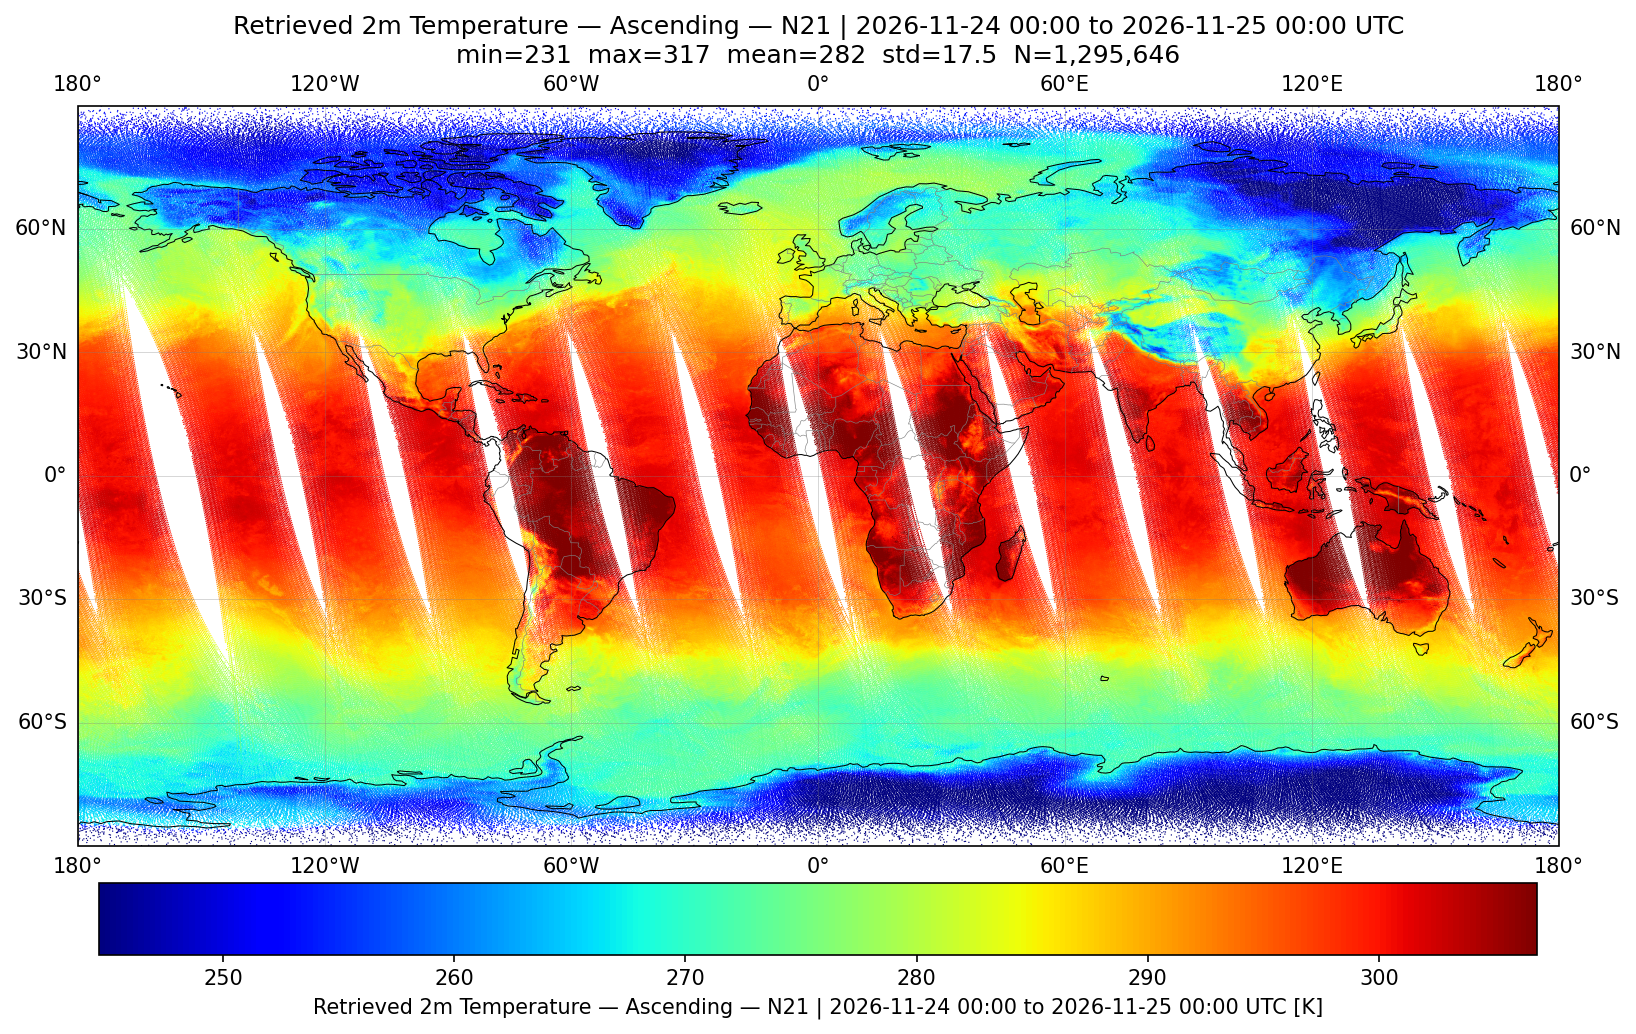 Retrieved 2m Temperature — Ascending — N21 | 2026-11-24 00:00 to 2026-11-25 00:00 UTC
min=231  max=317  mean=282  std=17.5  N=1,295,646
180° 120°W 60°W 0° 60°E 120°E 180°
60°N 60°N
30°N 30°N
0° 0°
30°S 30°S
60°S 60°S
180° 120°W 60°W 0° 60°E 120°E 180°
250 260 270 280 290 300
Retrieved 2m Temperature — Ascending — N21 | 2026-11-24 00:00 to 2026-11-25 00:00 UTC [K]